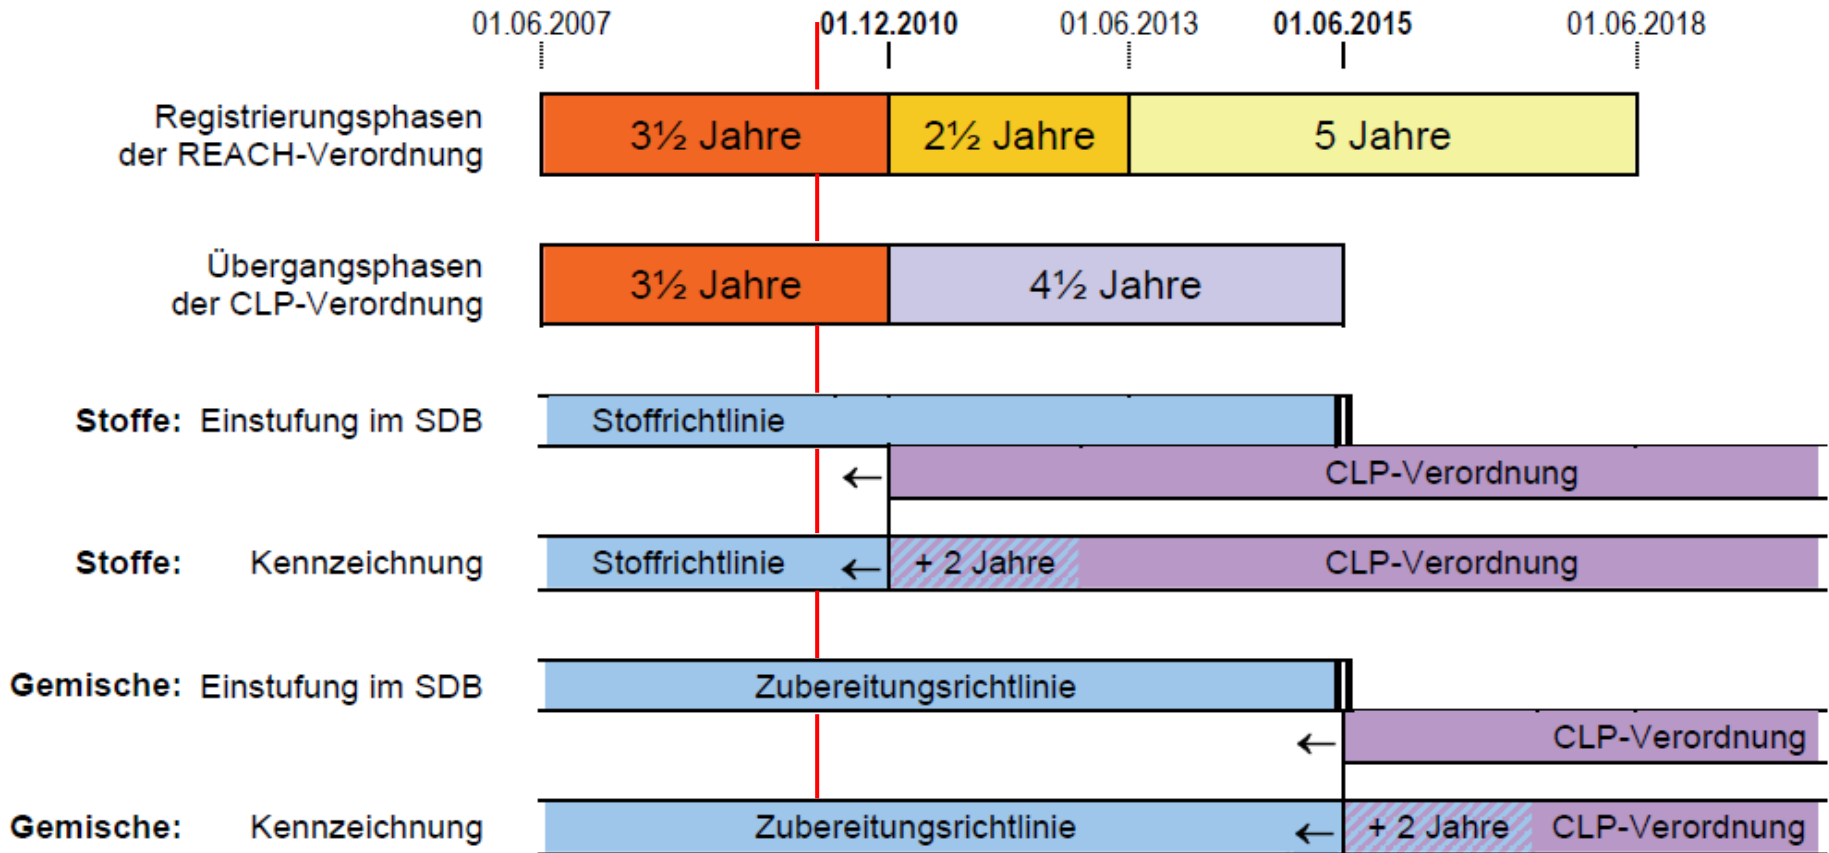 01.06.2007 01.12.2010 01.06.2013 01.06.2015 01.06.2018
Registrierungsphasen
der REACH-Verordnung
3½ Jahre 2½ Jahre 5 Jahre
Übergangsphasen
der CLP-Verordnung
3½ Jahre 4½ Jahre
Stoffe: Einstufung im SDB Stoffrichtlinie
← CLP-Verordnung
Stoffe: Kennzeichnung Stoffrichtlinie ← + 2 Jahre CLP-Verordnung
Gemische: Einstufung im SDB Zubereitungsrichtlinie
← CLP-Verordnung
Gemische: Kennzeichnung Zubereitungsrichtlinie ← + 2 Jahre CLP-Verordnung